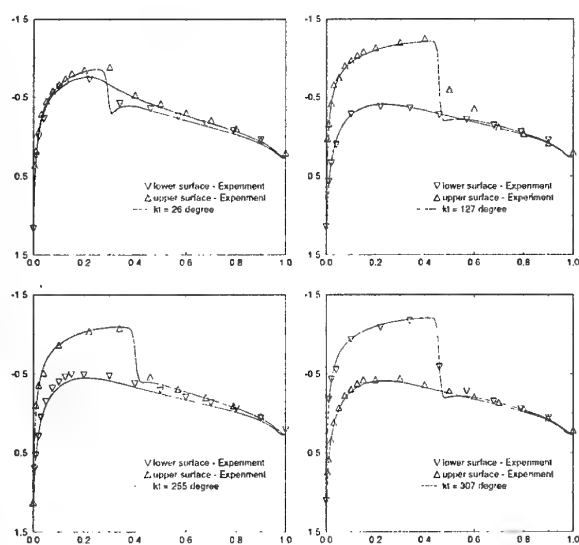 -1.5
-0.5
0.5
1.5
0.0 0.2 0.4 0.6 0.8 1.0
▽ lower surface - Experiment
△ upper surface - Experiment
kt = 26 degree
-1.5
-0.5
0.5
1.5
0.0 0.2 0.4 0.6 0.8 1.0
▽ lower surface - Experiment
△ upper surface - Experiment
kt = 127 degree
-1.5
-0.5
0.5
1.5
0.0 0.2 0.4 0.6 0.8 1.0
▽ lower surface - Experiment
△ upper surface - Experiment
kt = 255 degree
-1.5
-0.5
0.5
1.5
0.0 0.2 0.4 0.6 0.8 1.0
▽ lower surface - Experiment
△ upper surface - Experiment
kt = 307 degree